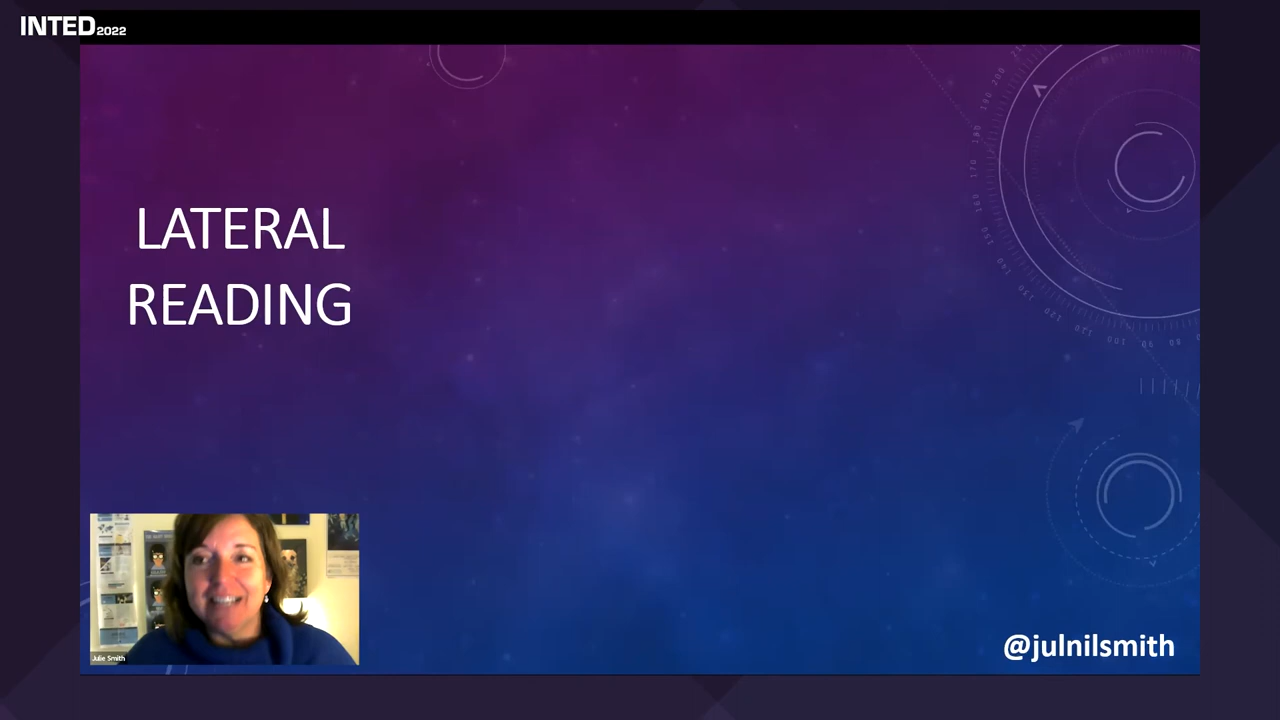 INTED2022
LATERAL
READING
Julie Smith
@julnilsmith